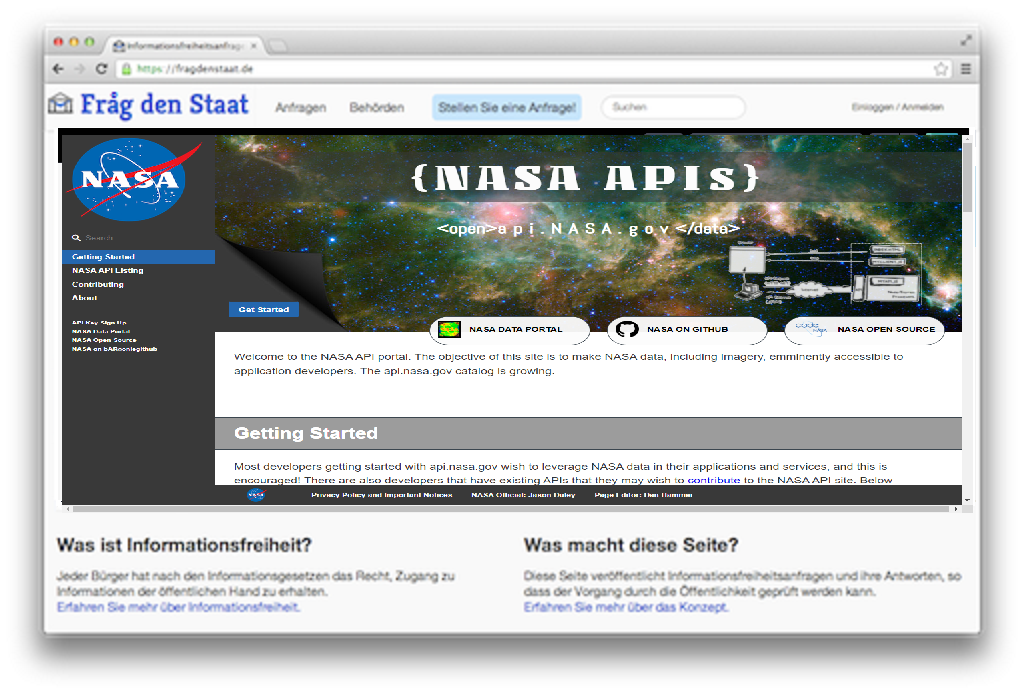 Informationsfreiheitsanfrage
https://fragdenstaat.de
Fråg den Staat
Anfragen
Behörden
Stellen Sie eine Anfrage!
Suchen
Einloggen / Anmelden
NASA
Search
Getting Started
NASA API Listing
Contributing
About
API Key Sign Up
NASA Data Portal
NASA Open Source
{NASA APIs}
<open>api.NASA.gov</data>
Get Started
NASA DATA PORTAL
NASA ON GITHUB
code NASA
NASA OPEN SOURCE
Welcome to the NASA API portal. The objective of this site is to make NASA data, including imagery, emminently accessible to
application developers. The api.nasa.gov catalog is growing.
Getting Started
Most developers getting started with api.nasa.gov wish to leverage NASA data in their applications and services, and this is
encouraged! There are also developers that have existing APIs that they may wish to contribute to the NASA API site. Below
NASA
Privacy Policy and Important Notices
NASA Official: Jason Duley
Page Editor: Dan Hammer
Was ist Informationsfreiheit?
Jeder Bürger hat nach den Informationsgesetzen das Recht, Zugang zu
Informationen der öffentlichen Hand zu erhalten.
Erfahren Sie mehr über Informationsfreiheit.
Was macht diese Seite?
Diese Seite veröffentlicht Informationsfreiheitsanfragen und ihre Antworten, so
dass der Vorgang durch die Öffentlichkeit geprüft werden kann.
Erfahren Sie mehr über das Konzept.